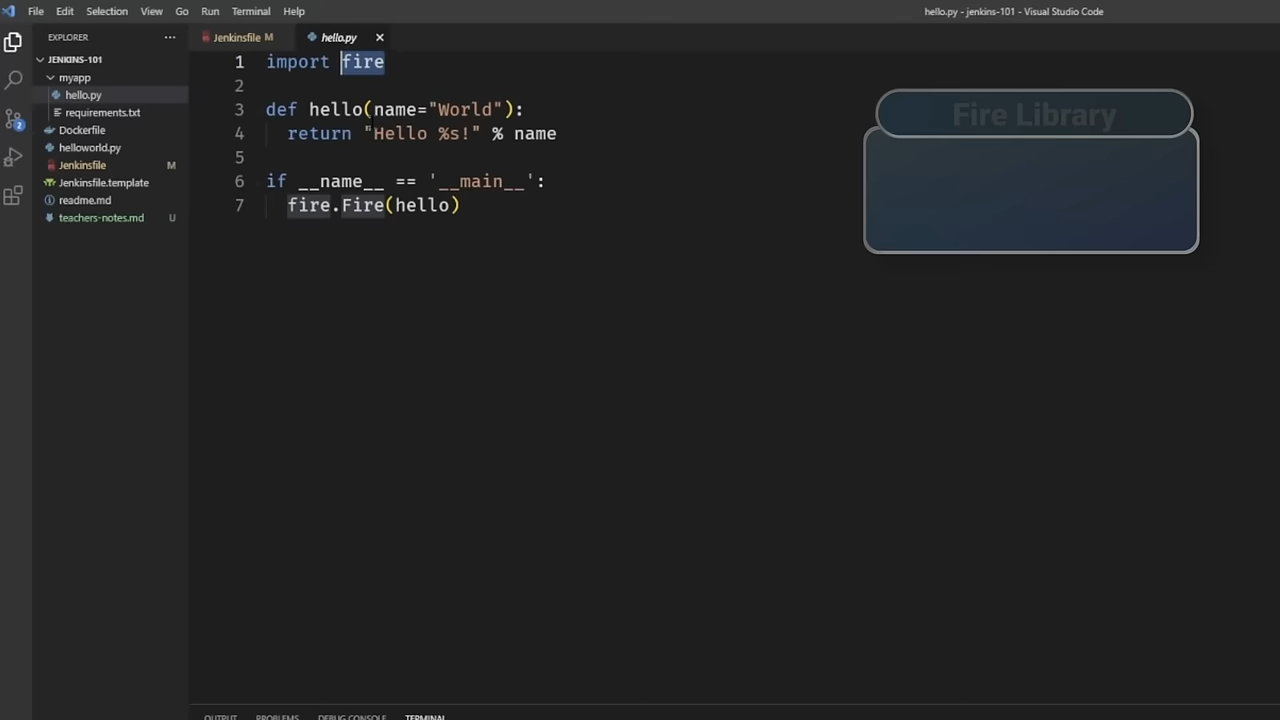 File Edit Selection View Go Run Terminal Help
hello.py - jenkins-101 - Visual Studio Code
EXPLORER ···
JENKINS-101
myapp
hello.py
requirements.txt
Dockerfile
helloworld.py
Jenkinsfile M
Jenkinsfile.template
readme.md
teachers-notes.md U
2
Jenkinsfile M hello.py
1 import fire
2
3 def hello(name="World"):
4 return "Hello %s!" % name
5
6 if __name__ == '__main__':
7 fire.Fire(hello)
Fire Library
OUTPUT PROBLEMS DEBUG CONSOLE TERMINAL